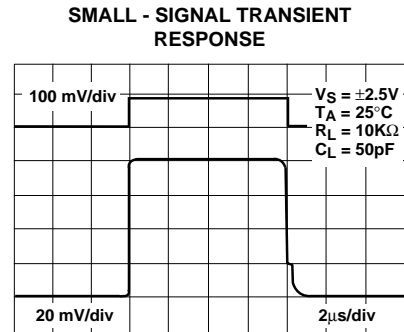 SMALL - SIGNAL TRANSIENT
RESPONSE
100 mV/div
VS = ±2.5V
TA = 25°C
RL = 10KΩ
CL = 50pF
20 mV/div
2μs/div